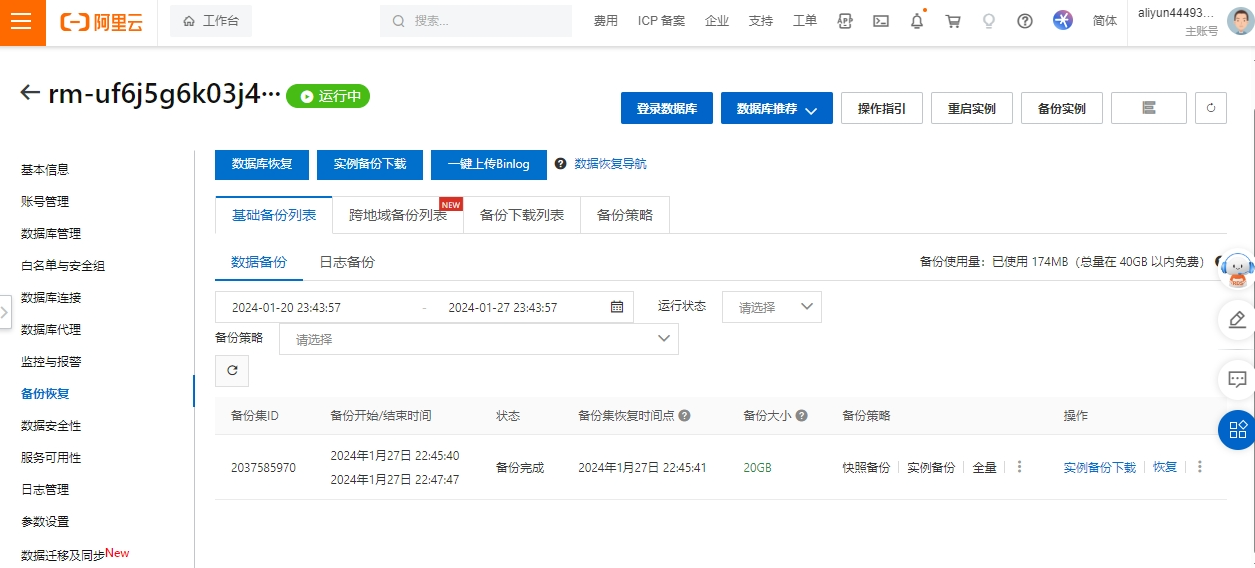 阿里云
工作台
搜索...
费用 ICP 备案 企业 支持 工单 简体
aliyun44493...
主账号
rm-uf6j5g6k03j4··· 运行中
登录数据库 数据库推荐 操作指引 重启实例 备份实例
基本信息
账号管理
数据库管理
白名单与安全组
数据库连接
数据库代理
监控与报警
备份恢复
数据安全性
服务可用性
日志管理
参数设置
数据迁移及同步New
数据库恢复 实例备份下载 一键上传Binlog 数据恢复导航
基础备份列表 跨地域备份列表 NEW 备份下载列表 备份策略
数据备份 日志备份 备份使用量: 已使用 174MB（总量在 40GB 以内免费）
2024-01-20 23:43:57 - 2024-01-27 23:43:57 运行状态 请选择
备份策略 请选择
备份集ID 备份开始/结束时间 状态 备份集恢复时间点 备份大小 备份策略 操作
2037585970 2024年1月27日 22:45:40 2024年1月27日 22:47:47 备份完成 2024年1月27日 22:45:41 20GB 快照备份 实例备份 全量 实例备份下载 恢复